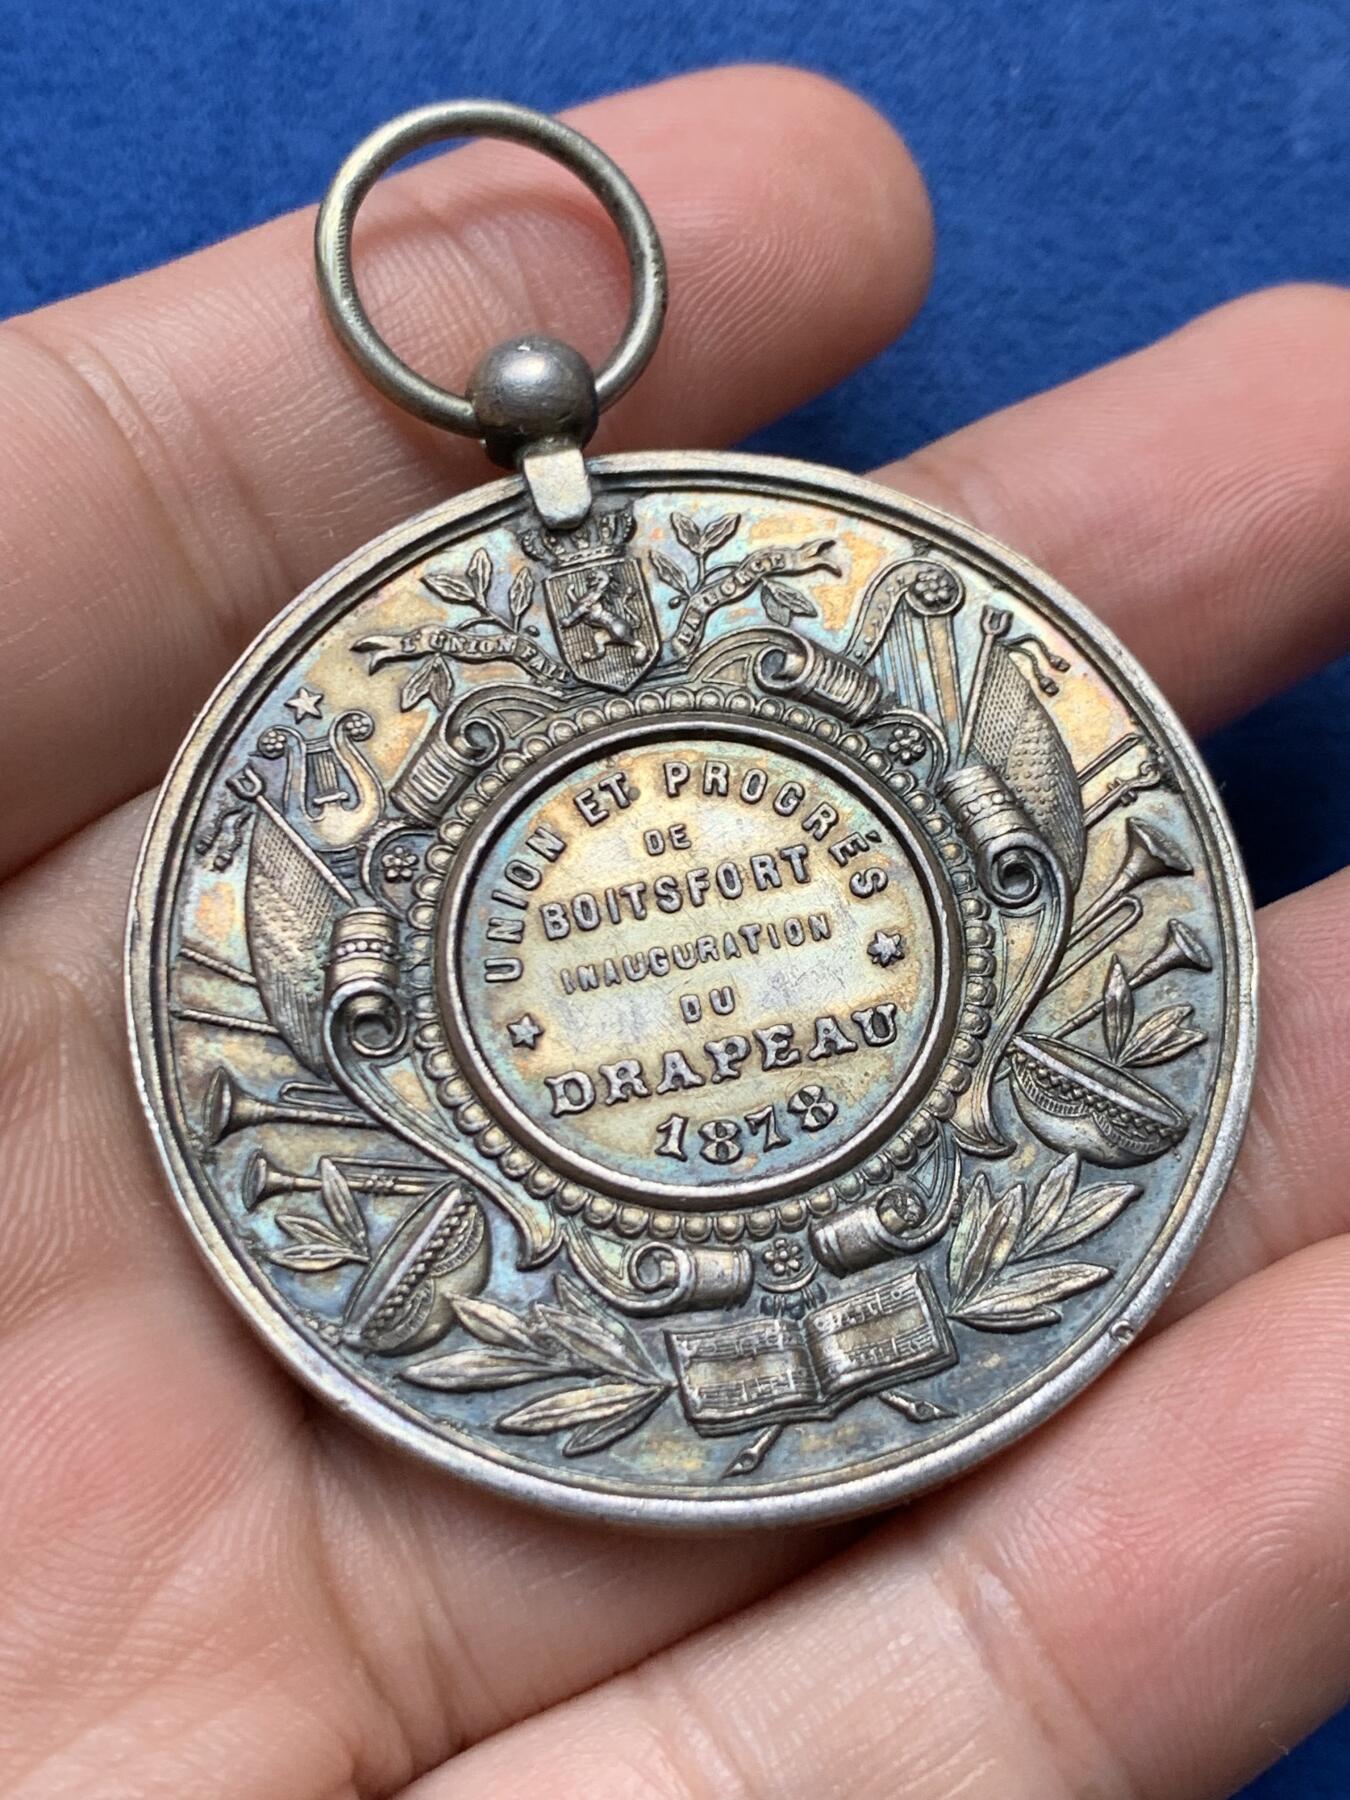 L'UNION FAIT
LA FORCE
UNION ET PROGRÉS
DE
BOITSFORT
INAUGURATION
DU
DRAPEAU
1878